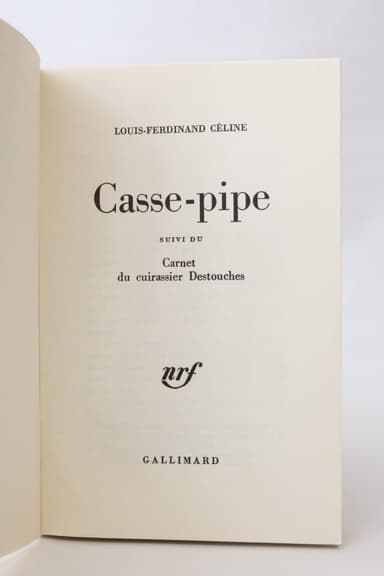 LOUIS-FERDINAND CÉLINE
Casse-pipe
SUIVI DU
Carnet
du cuirassier Destouches
nrf
GALLIMARD